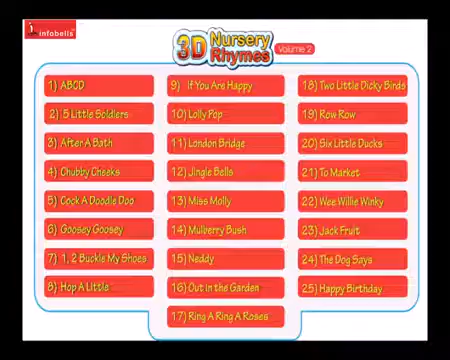 infobells
3D Nursery Rhymes Volume 2
1) ABCD
2) 5 Little Soldiers
3) After A Bath
4) Chubby Cheeks
5) Cock A Doodle Doo
6) Goosey Goosey
7) 1, 2 Buckle My Shoes
8) Hop A Little
9) If You Are Happy
10) Lolly Pop
11) London Bridge
12) Jingle Bells
13) Miss Molly
14) Mulberry Bush
15) Neddy
16) Out in the Garden
17) Ring A Ring A Roses
18) Two Little Dicky Birds
19) Row Row
20) Six Little Ducks
21) To Market
22) Wee Willie Winky
23) Jack Fruit
24) The Dog Says
25) Happy Birthday